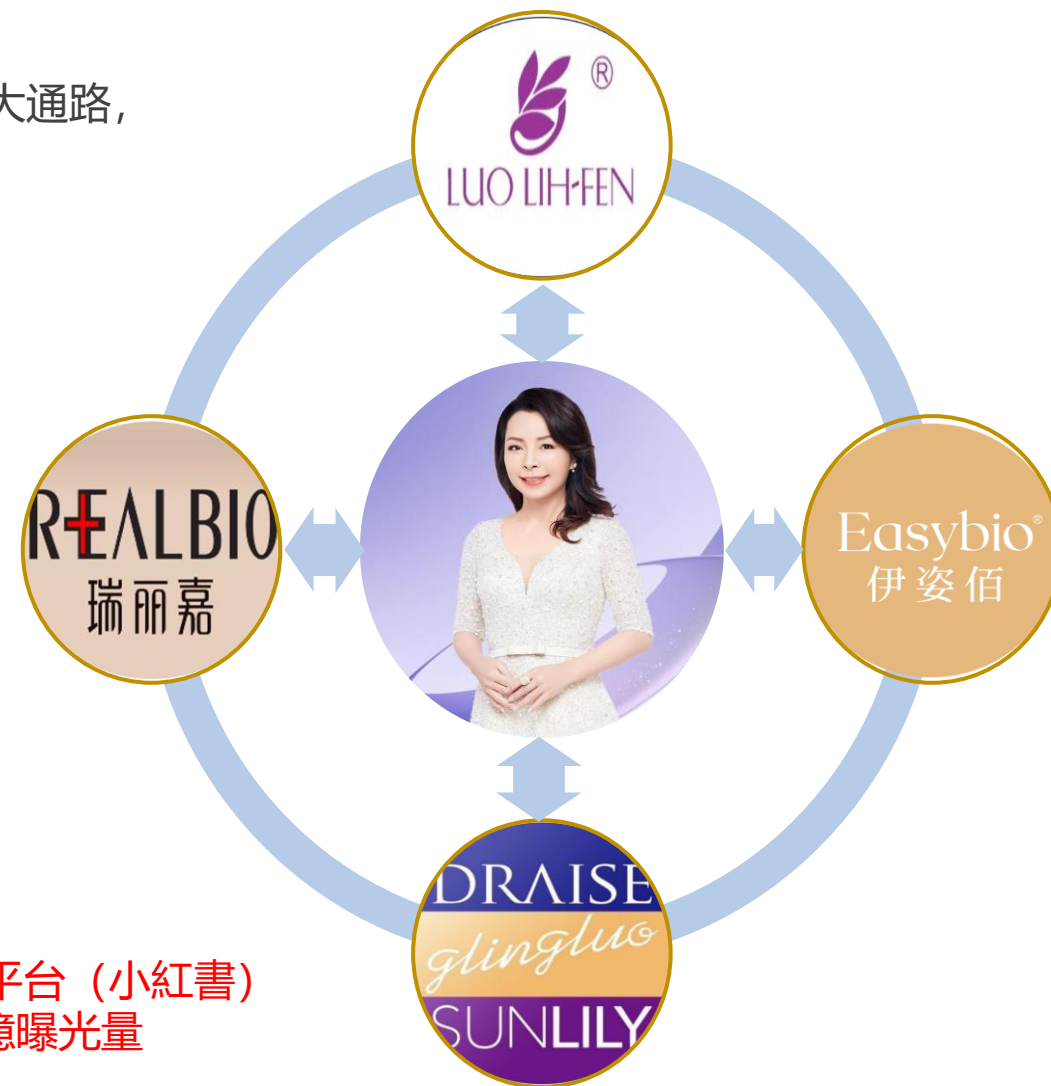 大通路，
®
LUO LIH-FEN
REALBIO
瑞丽嘉
Easybio®
伊姿佰
DRAISE
glingluo
SUNLILY
平台（小紅書）
億曝光量